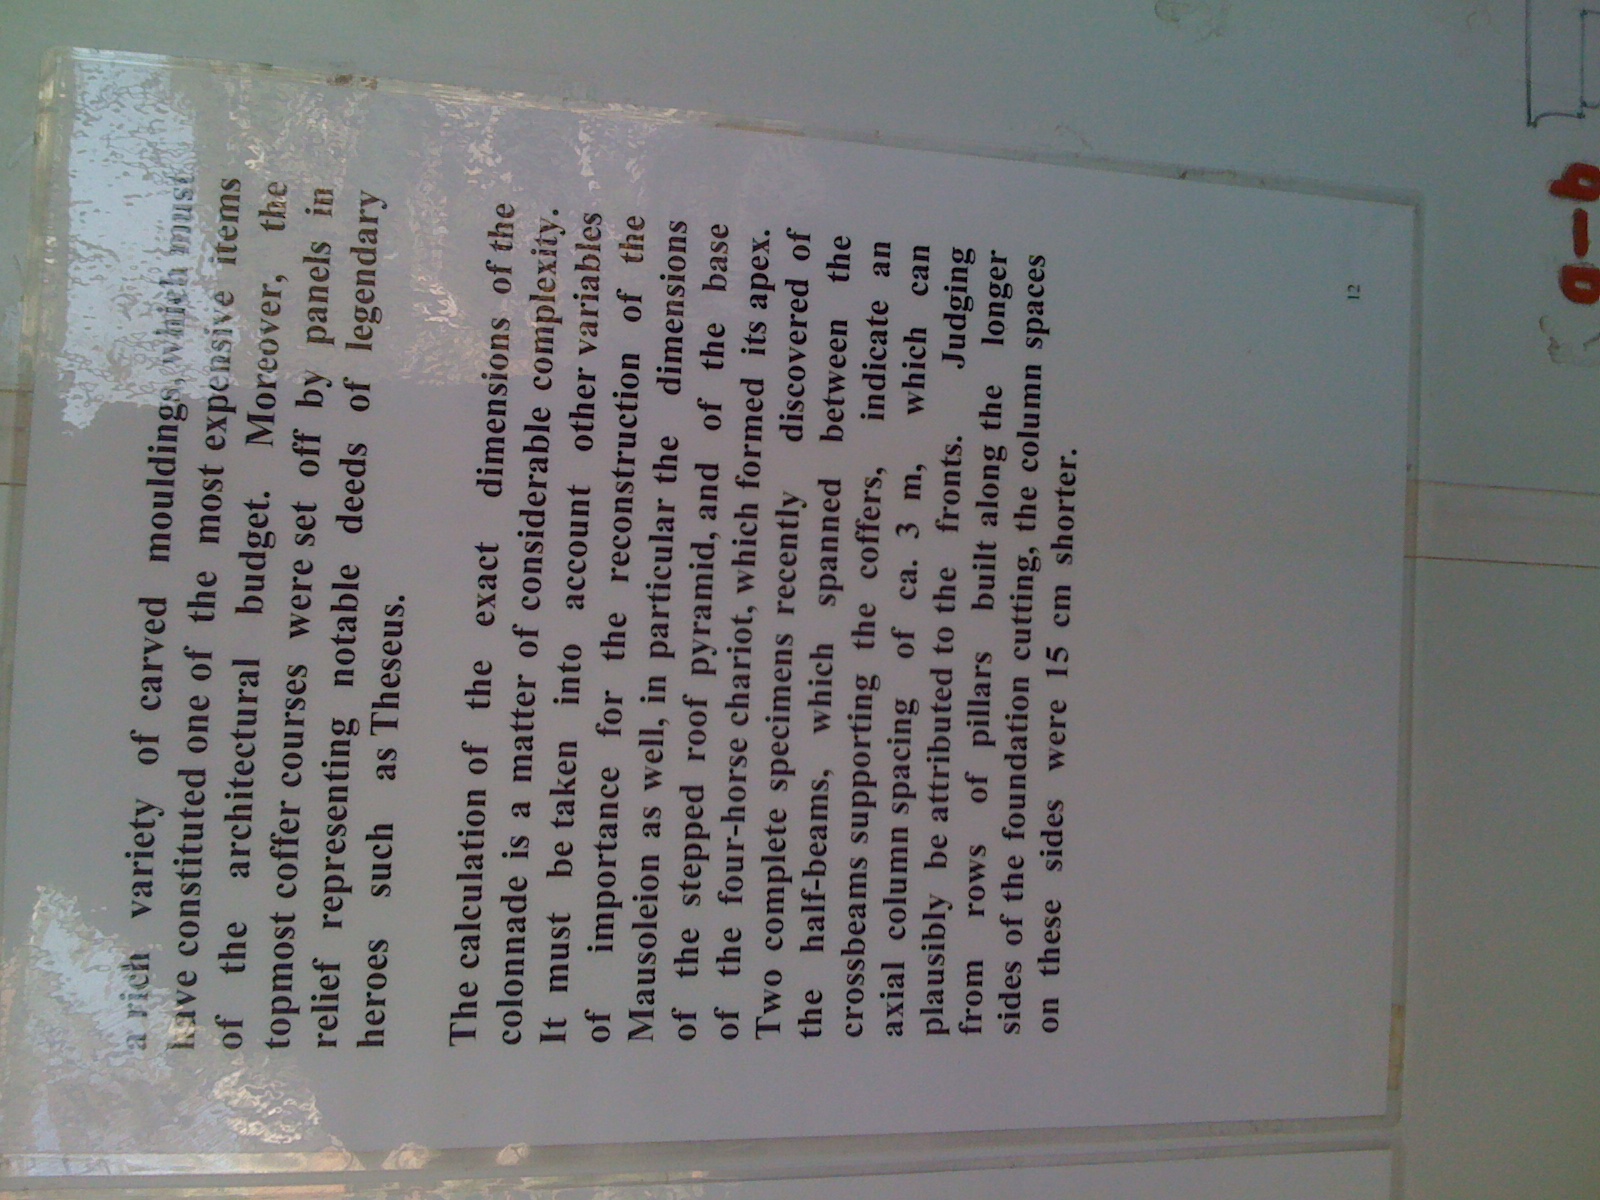 a rich variety of carved mouldings, which must
have constituted one of the most expensive items
of the architectural budget. Moreover, the
topmost coffer courses were set off by panels in
relief representing notable deeds of legendary
heroes such as Theseus.
The calculation of the exact dimensions of the
colonnade is a matter of considerable complexity.
It must be taken into account other variables
of importance for the reconstruction of the
Mausoleion as well, in particular the dimensions
of the stepped roof pyramid, and of the base
of the four-horse chariot, which formed its apex.
Two complete specimens recently discovered of
the half-beams, which spanned between the
crossbeams supporting the coffers, indicate an
axial column spacing of ca. 3 m, which can
plausibly be attributed to the fronts. Judging
from rows of pillars built along the longer
sides of the foundation cutting, the column spaces
on these sides were 15 cm shorter.
12
a-b